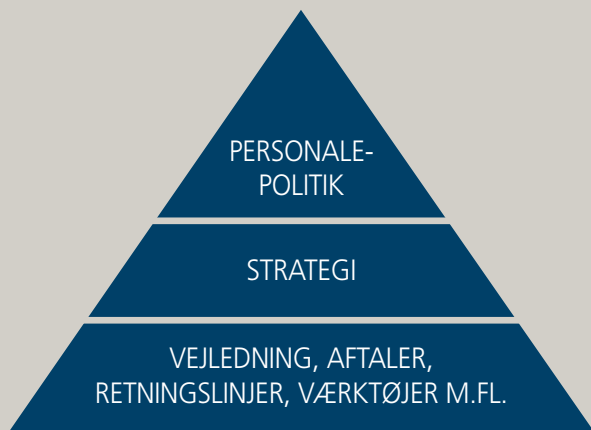 PERSONALE-
POLITIK
STRATEGI
VEJLEDNING, AFTALER,
RETNINGSLINJER, VÆRKTØJER M.FL.